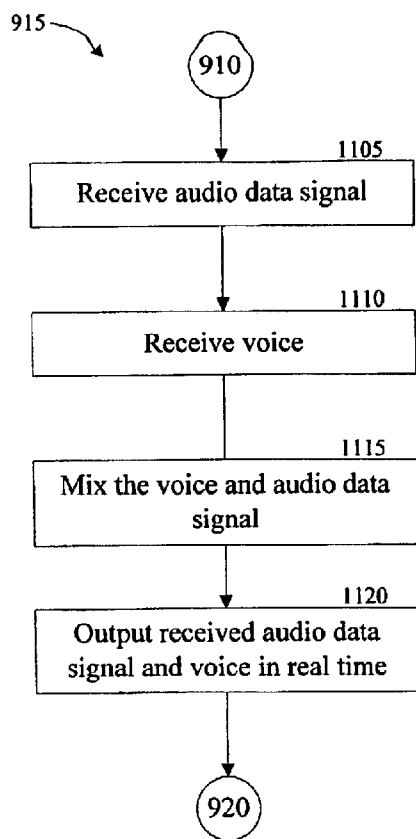 915
910
1105
Receive audio data signal
1110
Receive voice
1115
Mix the voice and audio data
signal
1120
Output received audio data
signal and voice in real time
920